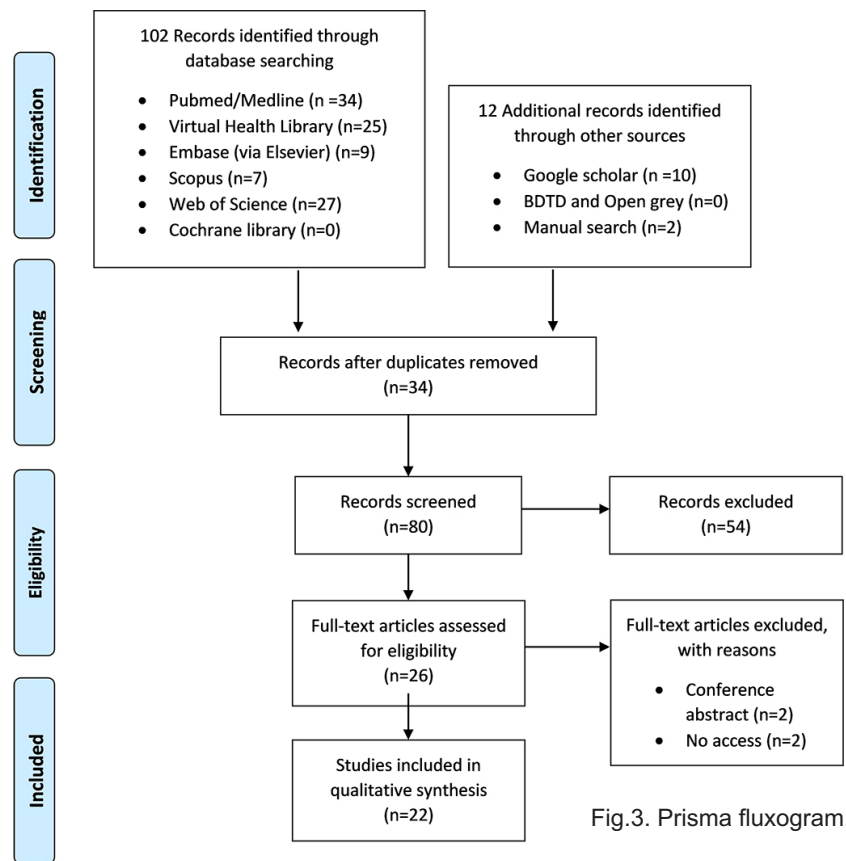 Identification
102 Records identified through
database searching
• Pubmed/Medline (n =34)
• Virtual Health Library (n=25)
• Embase (via Elsevier) (n=9)
• Scopus (n=7)
• Web of Science (n=27)
• Cochrane library (n=0)
12 Additional records identified
through other sources
• Google scholar (n =10)
• BDTD and Open grey (n=0)
• Manual search (n=2)
Screening
Records after duplicates removed
(n=34)
Eligibility
Records screened
(n=80)
Records excluded
(n=54)
Full-text articles assessed
for eligibility
(n=26)
Full-text articles excluded,
with reasons
• Conference
abstract (n=2)
• No access (n=2)
Included
Studies included in
qualitative synthesis
(n=22)
Fig.3. Prisma fluxogram